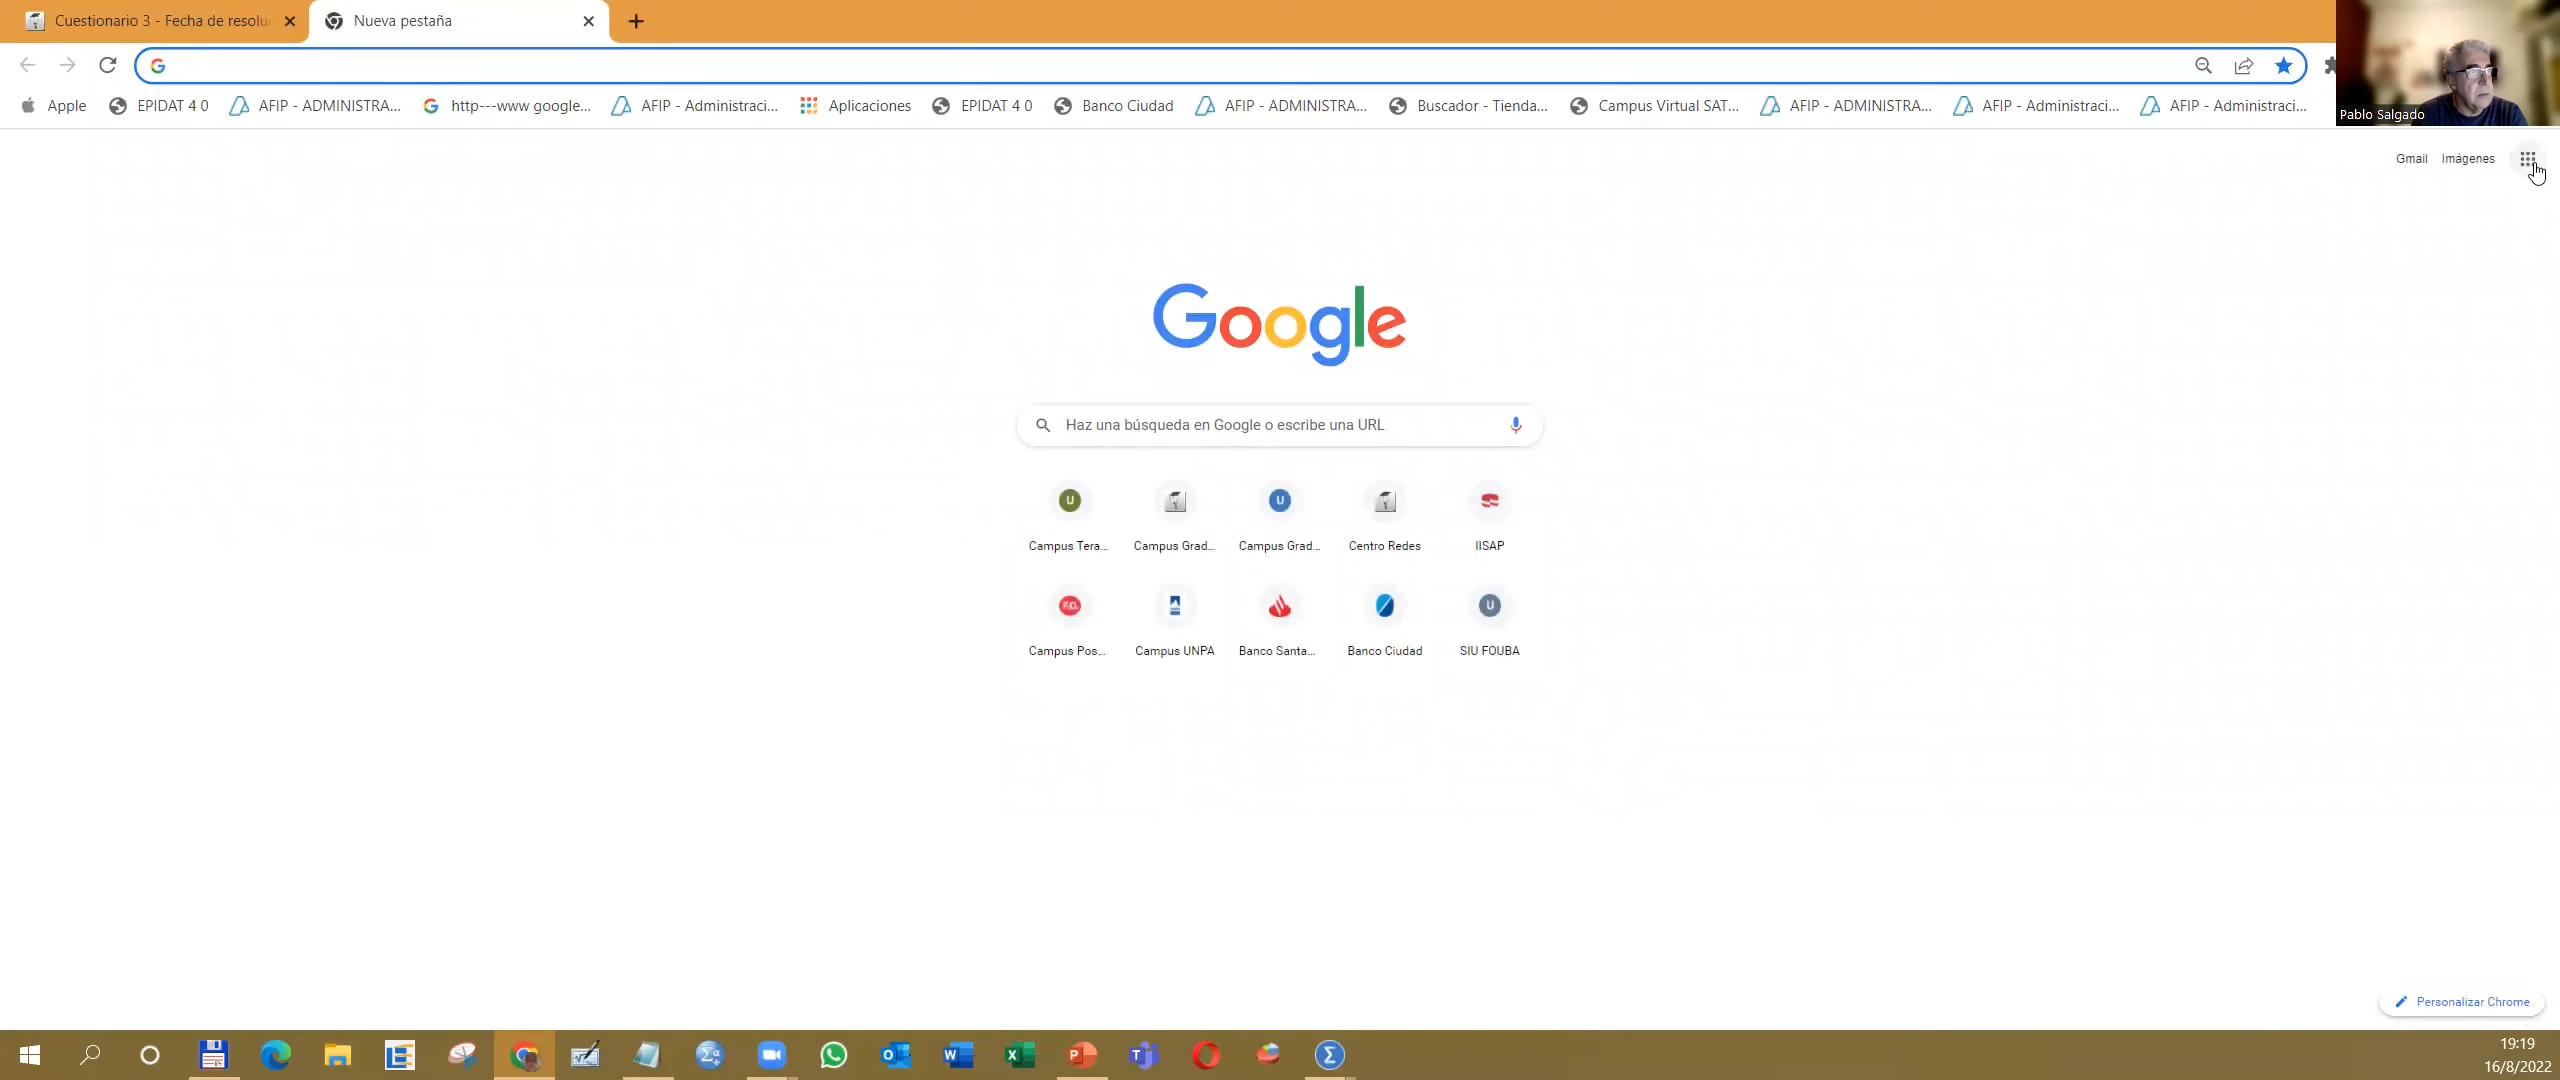 Cuestionario 3 - Fecha de resolu
Nueva pestaña
Apple
EPIDAT 4 0
AFIP - ADMINISTRA...
http---www google...
AFIP - Administraci...
Aplicaciones
EPIDAT 4 0
Banco Ciudad
AFIP - ADMINISTRA...
Buscador - Tienda...
Campus Virtual SAT...
AFIP - ADMINISTRA...
AFIP - Administraci...
AFIP - Administraci...
Pablo Salgado
Gmail
Imágenes
Google
Haz una búsqueda en Google o escribe una URL
U
U
Campus Tera...
Campus Grad...
Campus Grad...
Centro Redes
IISAP
F.O.
U
Campus Pos...
Campus UNPA
Banco Santa...
Banco Ciudad
SIU FOUBA
Personalizar Chrome
19:19
16/8/2022